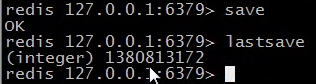 redis 127.0.0.1:6379> save
OK
redis 127.0.0.1:6379> lastsave
(integer) 1380813172
redis 127.0.0.1:6379>